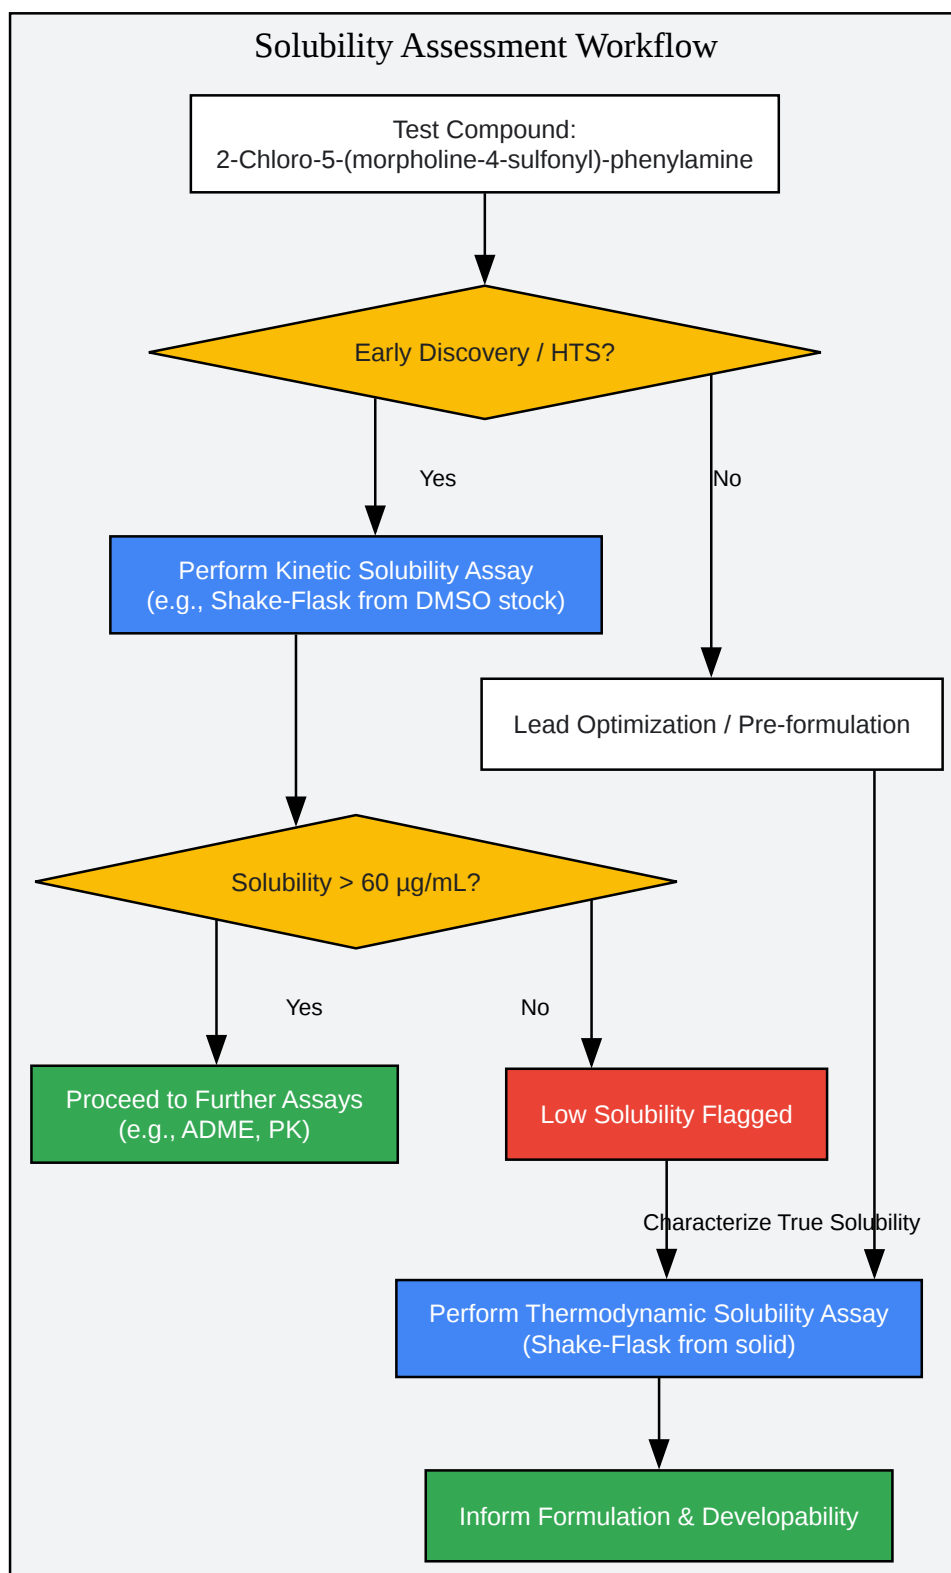 Solubility Assessment Workflow
Test Compound:
2-Chloro-5-(morpholine-4-sulfonyl)-phenylamine
Early Discovery / HTS?
Yes
No
Perform Kinetic Solubility Assay
(e.g., Shake-Flask from DMSO stock)
Lead Optimization / Pre-formulation
Solubility > 60 µg/mL?
Yes
No
Proceed to Further Assays
(e.g., ADME, PK)
Low Solubility Flagged
Characterize True Solubility
Perform Thermodynamic Solubility Assay
(Shake-Flask from solid)
Inform Formulation & Developability